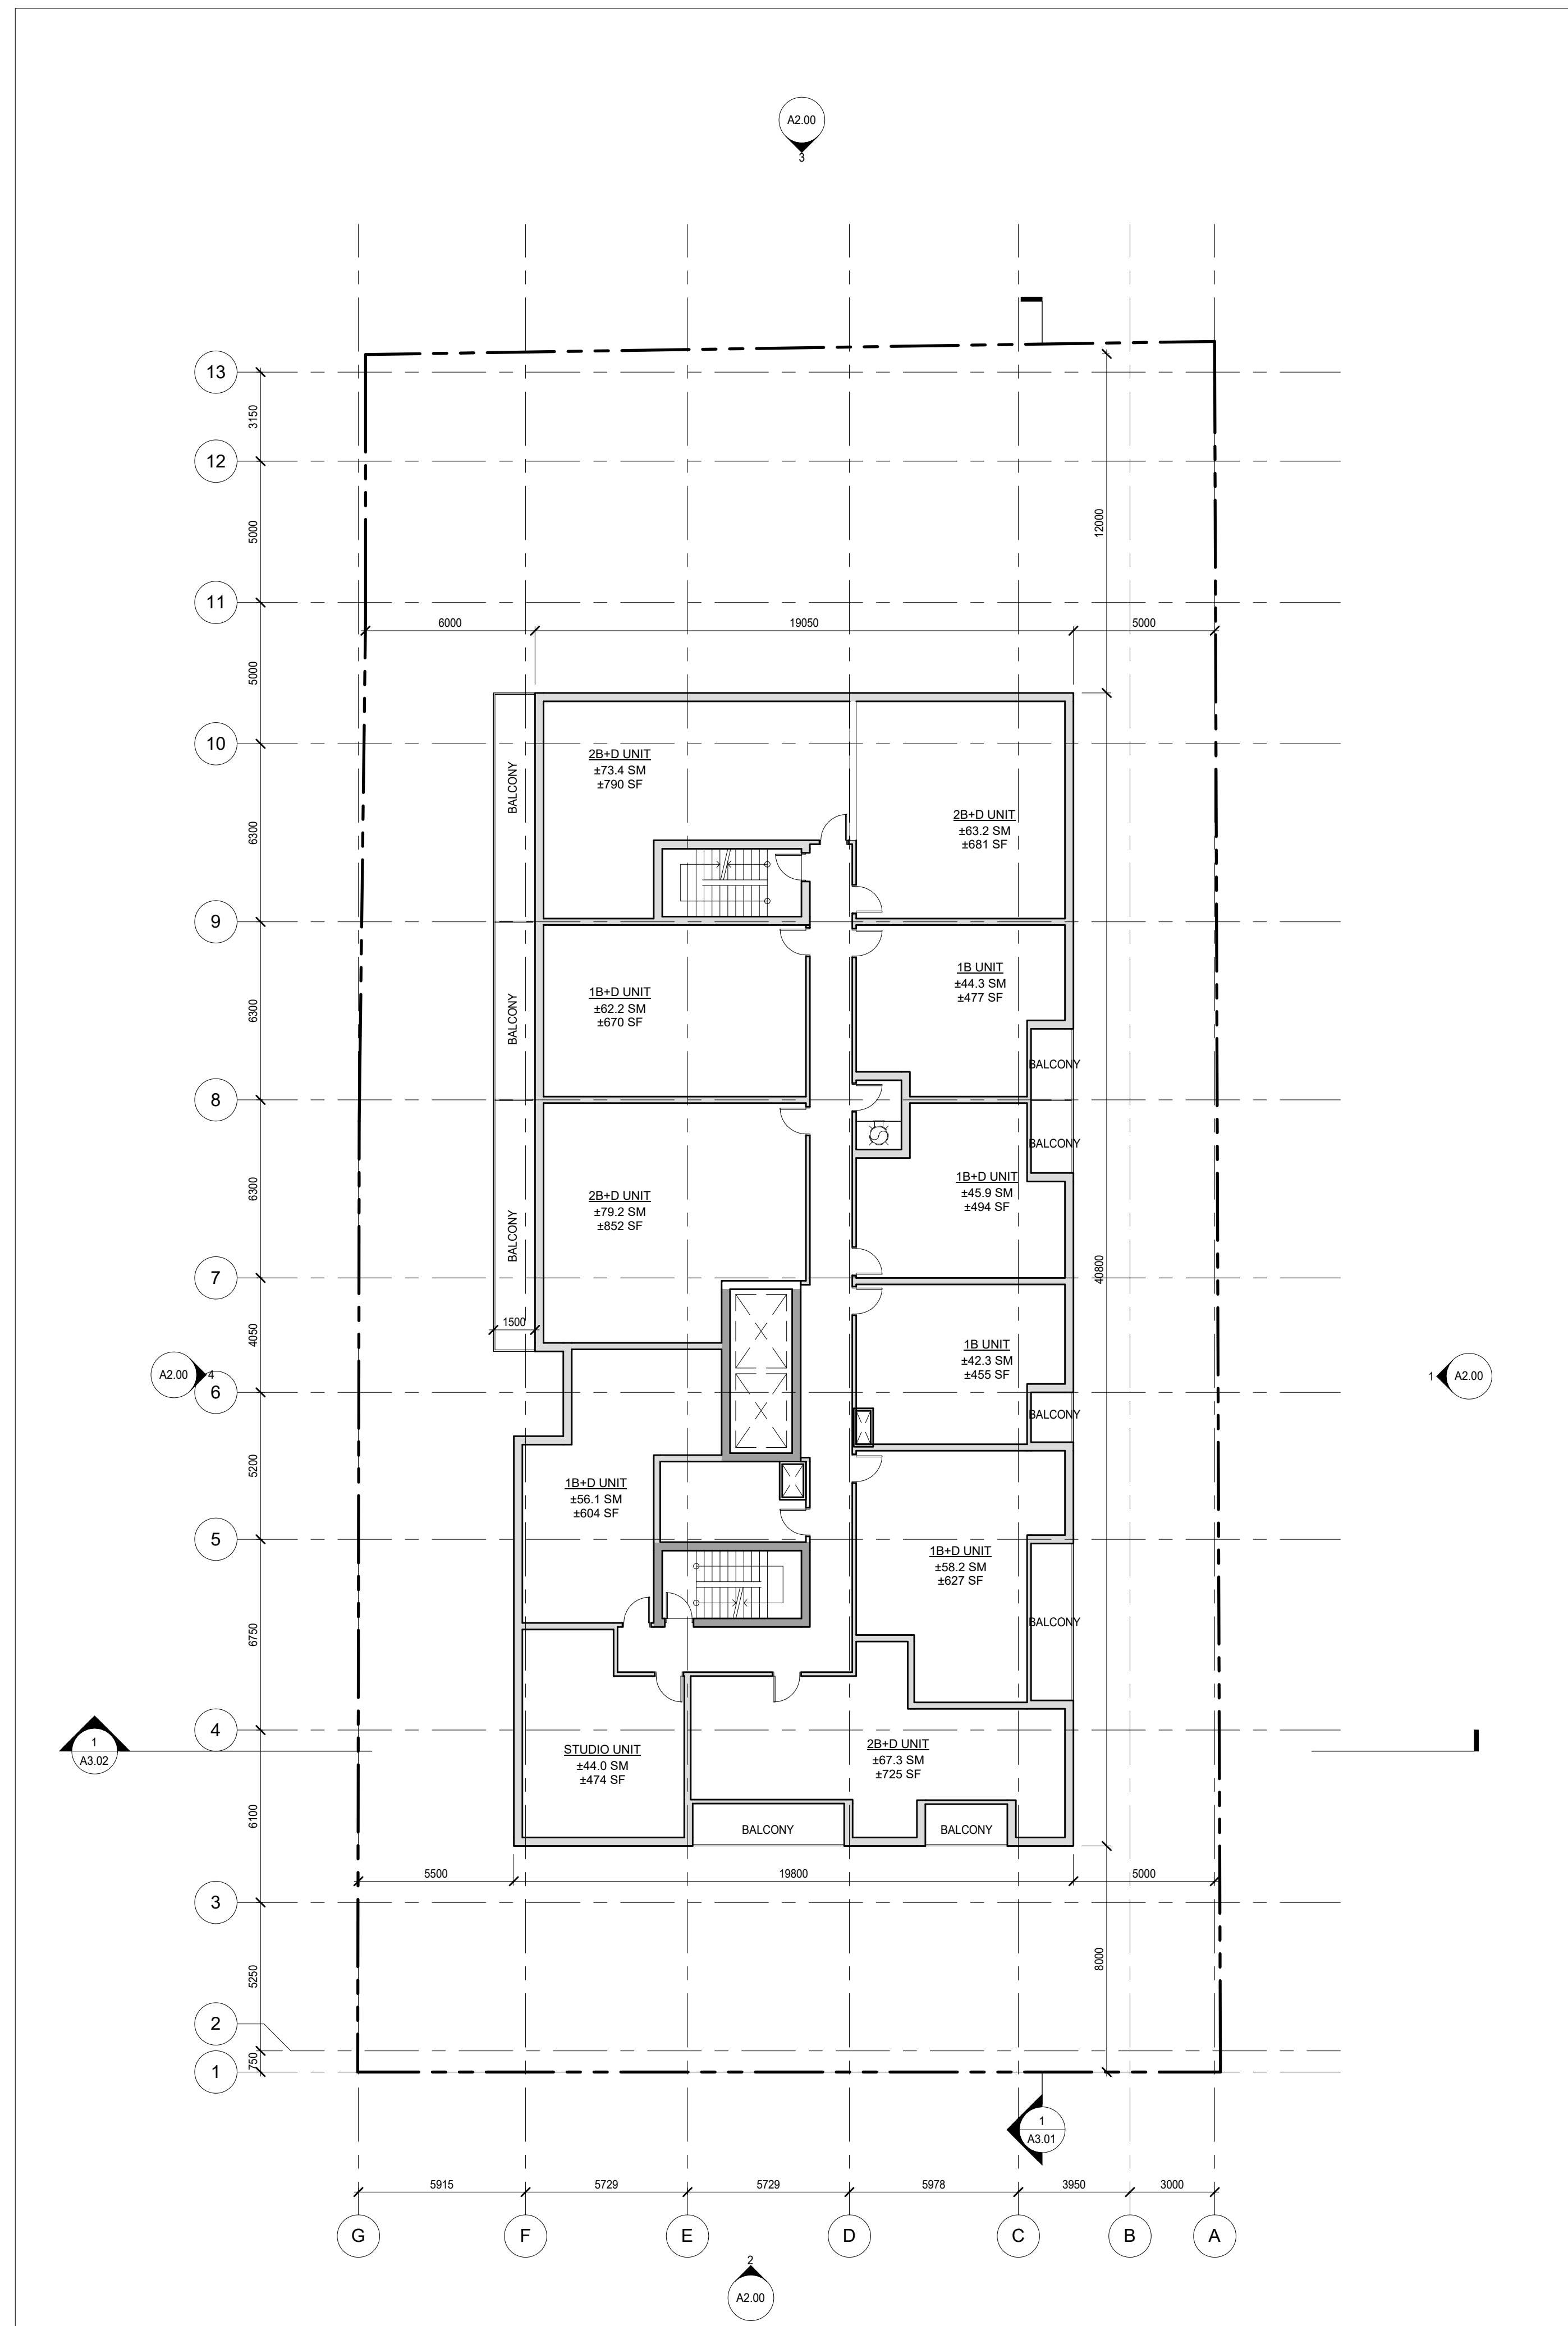 A2.00
3
13
3150
12
5000
12000
11
6000
19050
5000
5000
10
2B+D UNIT
±73.4 SM
±790 SF
BALCONY
2B+D UNIT
±63.2 SM
±681 SF
6300
9
1B UNIT
±44.3 SM
±477 SF
1B+D UNIT
±62.2 SM
±670 SF
BALCONY
6300
BALCONY
8
BALCONY
1B+D UNIT
±45.9 SM
±494 SF
2B+D UNIT
±79.2 SM
±852 SF
BALCONY
6300
40800
7
1500
4050
1B UNIT
±42.3 SM
±455 SF
A2.00
4
1
A2.00
6
BALCONY
5200
1B+D UNIT
±56.1 SM
±604 SF
5
1B+D UNIT
±58.2 SM
±627 SF
BALCONY
6750
4
1
A3.02
STUDIO UNIT
±44.0 SM
±474 SF
2B+D UNIT
±67.3 SM
±725 SF
6100
BALCONY
BALCONY
5500
19800
5000
3
8000
5250
2
750
1
1
A3.01
5915
5729
5729
5978
3950
3000
G
F
E
D
C
B
A
2
A2.00